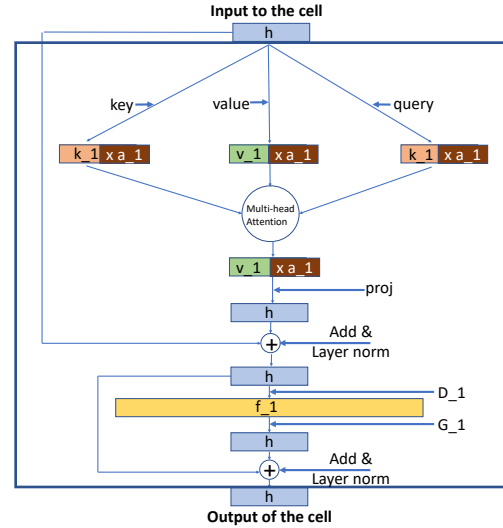 Input to the cell
h
key
value
query
k_1 x a_1
v_1 x a_1
k_1 x a_1
Multi-head
Attention
v_1 x a_1
proj
h
+
Add &
Layer norm
h
D_1
f_1
G_1
h
Add &
+
Layer norm
h
Output of the cell